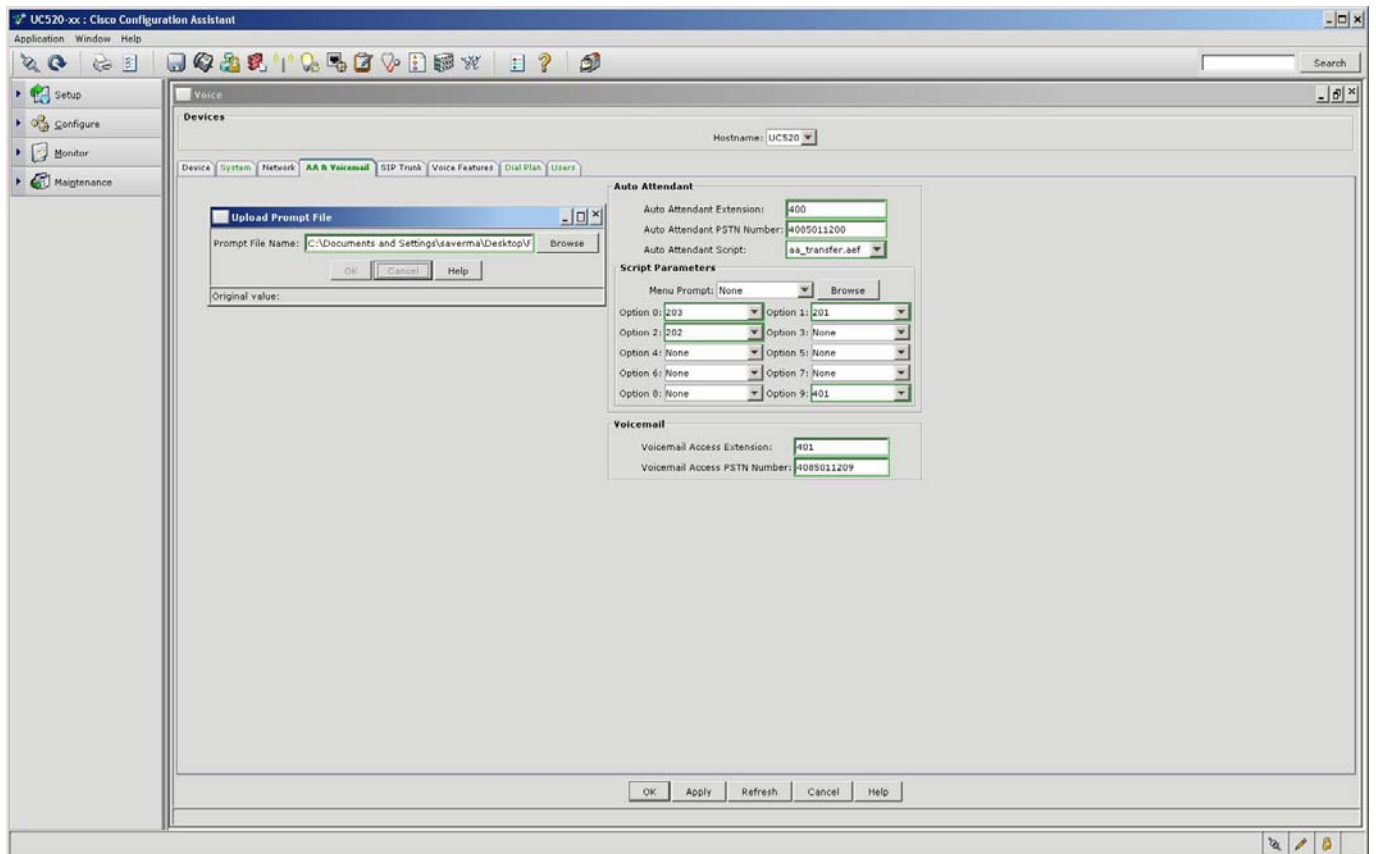 UC520-xx : Cisco Configuration Assistant
Application Window Help
Search
Setup
Configure
Monitor
Maintenance
Voice
Devices
Hostname: UC520
Device System Network AA & Voicemail SIP Trunk Voice Features Dial Plan Users
Upload Prompt File
Prompt File Name: C:\Documents and Settings\saverma\Desktop\F Browse
OK Cancel Help
Original value:
Auto Attendant
Auto Attendant Extension: 400
Auto Attendant PSTN Number: 4085011200
Auto Attendant Script: aa_transfer.aef
Script Parameters
Menu Prompt: None Browse
Option 0: 203 Option 1: 201
Option 2: 202 Option 3: None
Option 4: None Option 5: None
Option 6: None Option 7: None
Option 8: None Option 9: 401
Voicemail
Voicemail Access Extension: 401
Voicemail Access PSTN Number: 4085011209
OK Apply Refresh Cancel Help